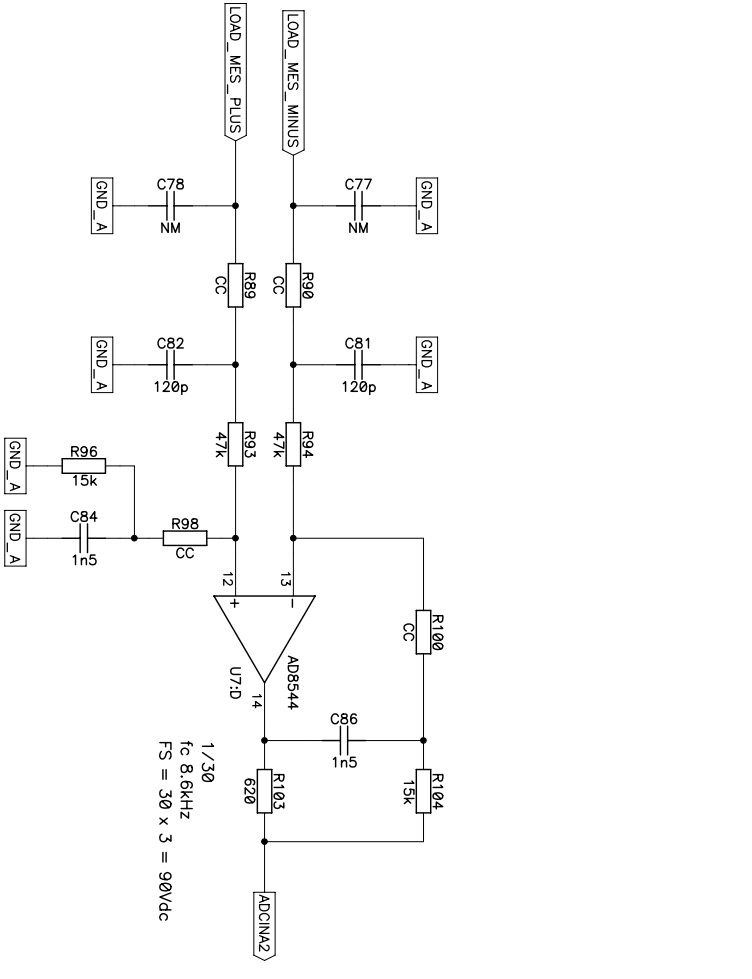 LOAD_MES_PLUS
LOAD_MES_MINUS
GND_A
C78
NM
C77
NM
GND_A
R89
CC
R90
CC
GND_A
C82
120p
C81
120p
GND_A
R93
47k
R94
47k
GND_A
R96
15k
GND_A
C84
1n5
R98
CC
12
13
+
−
R100
CC
AD8544
U7:D
14
C86
1n5
R103
620
R104
15k
1/30
fc 8.6kHz
FS = 30 x 3 = 90Vdc
ADCINA2